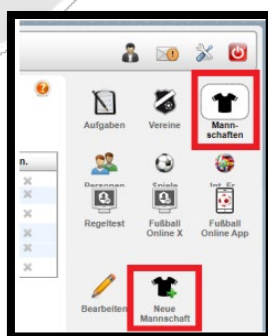 Aufgaben
Vereine
Mann-
schaften
n.
Personen
Spiele
Int. Fr.
Regeltest
Fußball
Online X
Fußball
Online App
Bearbeiten
Neue
Mannschaft